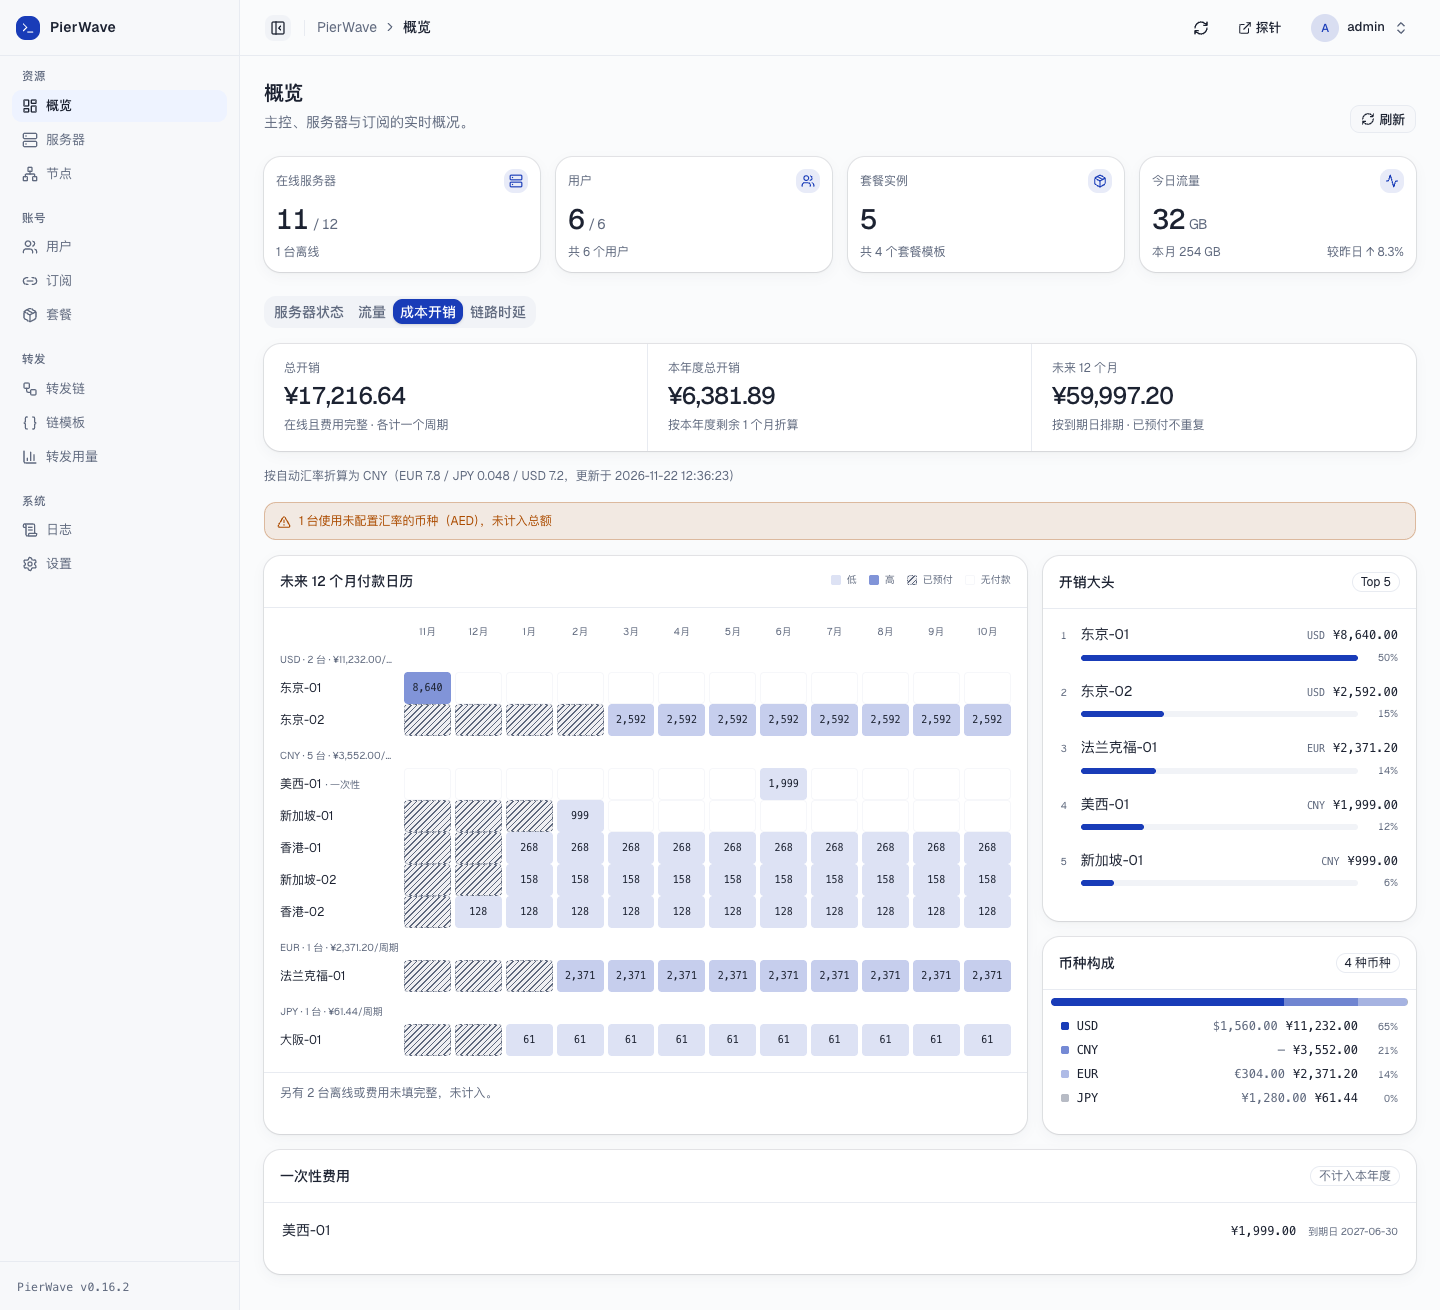 PierWave
PierWave > 概览
探针
A admin
资源
概览
服务器
节点
账号
用户
订阅
套餐
转发
转发链
链模板
转发用量
系统
日志
设置
PierWave v0.16.2
概览
主控、服务器与订阅的实时概况。
刷新
在线服务器
11 / 12
1 台离线
用户
6 / 6
共 6 个用户
套餐实例
5
共 4 个套餐模板
今日流量
32 GB
本月 254 GB 较昨日 ↑ 8.3%
服务器状态 流量 成本开销 链路时延
总开销
¥17,216.64
在线且费用完整 · 各计一个周期
本年度总开销
¥6,381.89
按本年度剩余 1 个月折算
未来 12 个月
¥59,997.20
按到期日排期 · 已预付不重复
按自动汇率折算为 CNY（EUR 7.8 / JPY 0.048 / USD 7.2，更新于 2026-11-22 12:36:23）
1 台使用未配置汇率的币种（AED），未计入总额
未来 12 个月付款日历
低 高 已预付 无付款
11月 12月 1月 2月 3月 4月 5月 6月 7月 8月 9月 10月
USD · 2 台 · ¥11,232.00/...
东京-01 8,640
东京-02 2,592 2,592 2,592 2,592 2,592 2,592 2,592 2,592
CNY · 5 台 · ¥3,552.00/...
美西-01 · 一次性 1,999
新加坡-01 999
香港-01 268 268 268 268 268 268 268 268 268 268
新加坡-02 158 158 158 158 158 158 158 158 158 158
香港-02 128 128 128 128 128 128 128 128 128 128 128
EUR · 1 台 · ¥2,371.20/周期
法兰克福-01 2,371 2,371 2,371 2,371 2,371 2,371 2,371 2,371 2,371
JPY · 1 台 · ¥61.44/周期
大阪-01 61 61 61 61 61 61 61 61 61 61
另有 2 台离线或费用未填完整，未计入。
开销大头 Top 5
1 东京-01 USD ¥8,640.00
50%
2 东京-02 USD ¥2,592.00
15%
3 法兰克福-01 EUR ¥2,371.20
14%
4 美西-01 CNY ¥1,999.00
12%
5 新加坡-01 CNY ¥999.00
6%
币种构成 4 种币种
USD $1,560.00 ¥11,232.00 65%
CNY — ¥3,552.00 21%
EUR €304.00 ¥2,371.20 14%
JPY ¥1,280.00 ¥61.44 0%
一次性费用 不计入本年度
美西-01 ¥1,999.00 到期日 2027-06-30